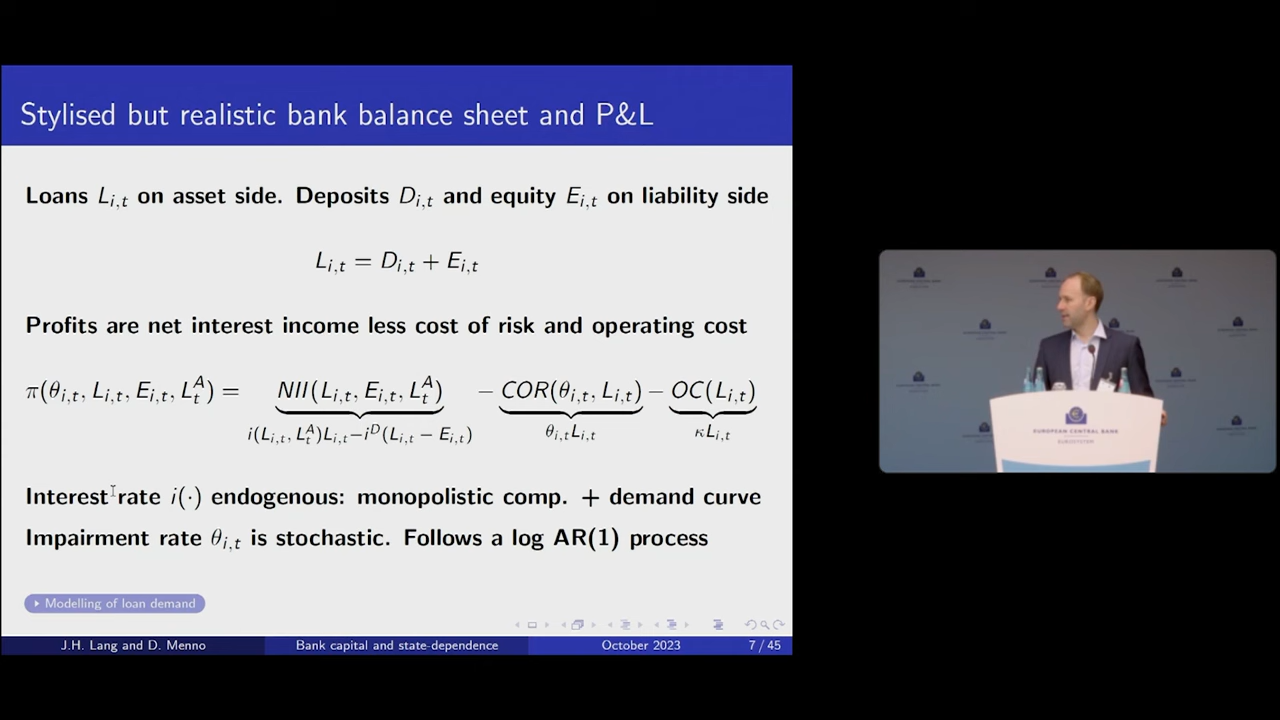 Stylised but realistic bank balance sheet and P&L
Loans L_{i,t} on asset side. Deposits D_{i,t} and equity E_{i,t} on liability side
L_{i,t} = D_{i,t} + E_{i,t}
Profits are net interest income less cost of risk and operating cost
π(θ_{i,t}, L_{i,t}, E_{i,t}, L_t^A) = NII(L_{i,t}, E_{i,t}, L_t^A) − COR(θ_{i,t}, L_{i,t}) − OC(L_{i,t})
i(L_{i,t}, L_t^A)L_{i,t}−i^D(L_{i,t} − E_{i,t}) θ_{i,t}L_{i,t} κL_{i,t}
Interest rate i(·) endogenous: monopolistic comp. + demand curve
Impairment rate θ_{i,t} is stochastic. Follows a log AR(1) process
Modelling of loan demand
J.H. Lang and D. Menno Bank capital and state-dependence October 2023 7 / 45
EUROPEAN CENTRAL BANK
EUROSYSTEM